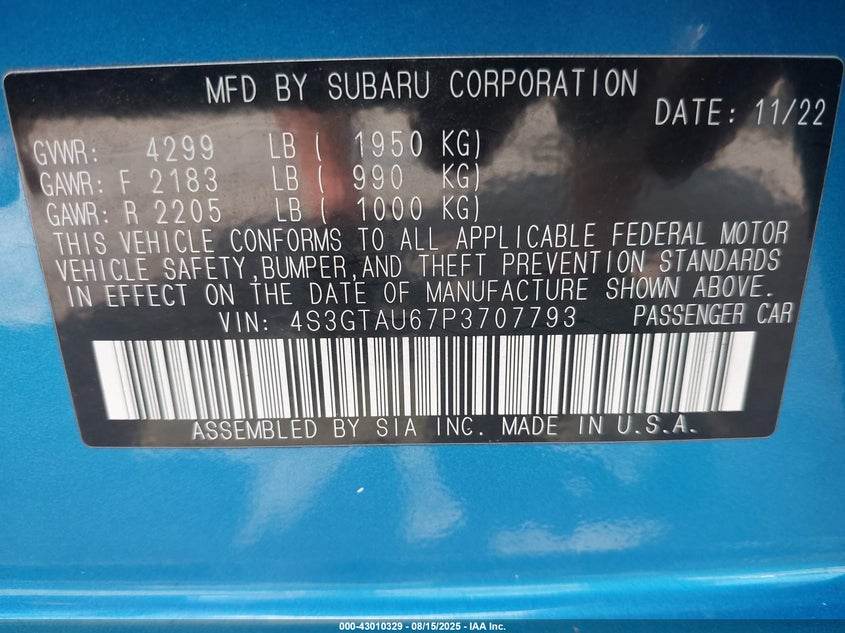 MFD BY SUBARU CORPORATION
DATE: 11/22
GVWR: 4299 LB ( 1950 KG)
GAWR: F 2183 LB ( 990 KG)
GAWR: R 2205 LB ( 1000 KG)
THIS VEHICLE CONFORMS TO ALL APPLICABLE FEDERAL MOTOR
VEHICLE SAFETY,BUMPER,AND THEFT PREVENTION STANDARDS
IN EFFECT ON THE DATE OF MANUFACTURE SHOWN ABOVE.
VIN: 4S3GTAU67P3707793 PASSENGER CAR
ASSEMBLED BY SIA INC. MADE IN U.S.A.
000-43010329 - 08/15/2025 - IAA Inc.